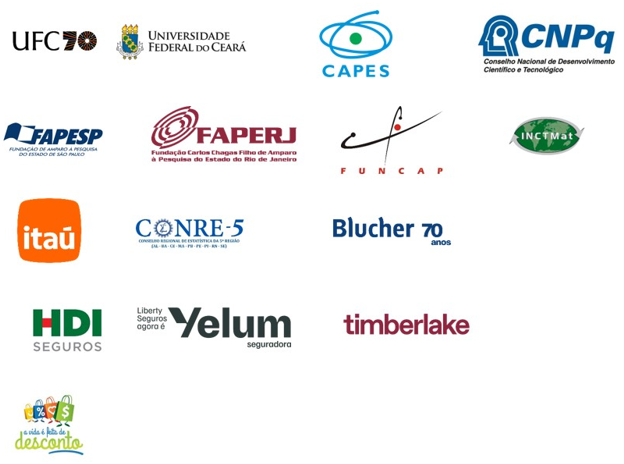 UFC70
UNIVERSIDADE
FEDERAL DO CEARÁ
CAPES
CNPq
Conselho Nacional de Desenvolvimento
Científico e Tecnológico
FAPESP
FUNDAÇÃO DE AMPARO À PESQUISA
DO ESTADO DE SÃO PAULO
FAPERJ
Fundação Carlos Chagas Filho de Amparo
à Pesquisa do Estado do Rio de Janeiro
FUNCAP
INCTMat
itaú
CONRE-5
CONSELHO REGIONAL DE ESTATÍSTICA DA 5ª REGIÃO
Blucher 70
anos
HDI
SEGUROS
Liberty
Seguros
agora é
Yelum
seguradora
timberlake
% $
a vida é feita de
desconto